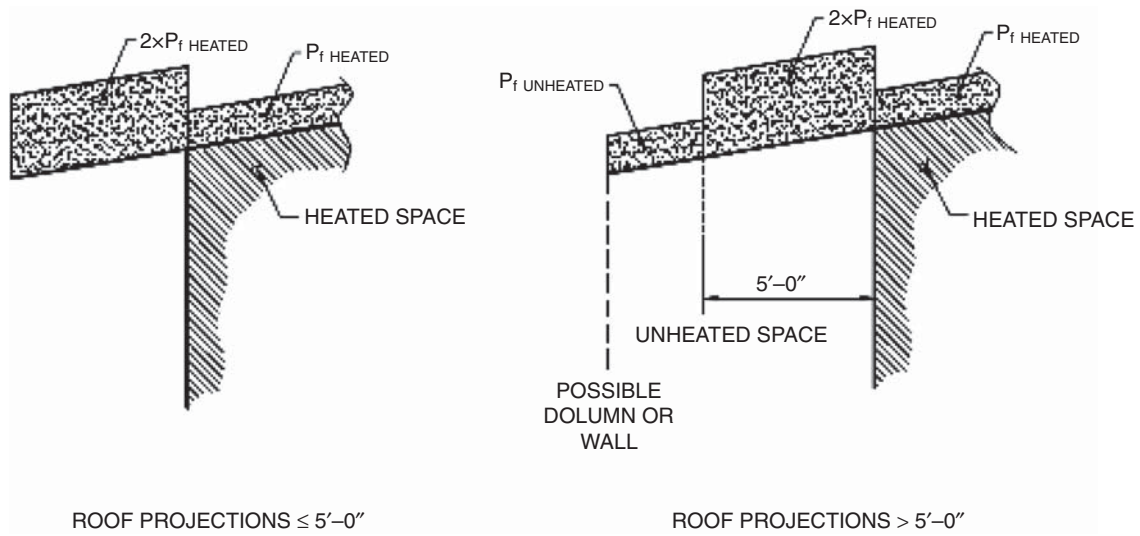 2×Pf HEATED
Pf HEATED
HEATED SPACE
ROOF PROJECTIONS ≤ 5′–0″
2×Pf HEATED
Pf HEATED
Pf UNHEATED
HEATED SPACE
5′–0″
UNHEATED SPACE
POSSIBLE
DOLUMN OR
WALL
ROOF PROJECTIONS > 5′–0″